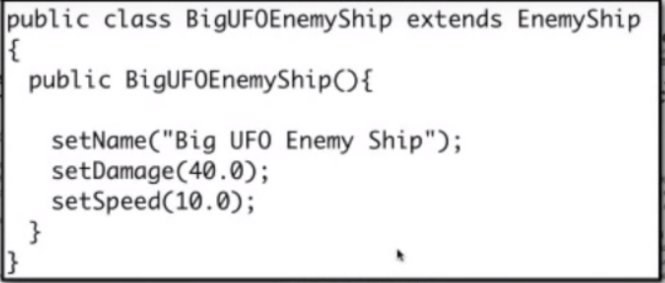 public class BigUFOEnemyShip extends EnemyShip
{
public BigUFOEnemyShip(){
setName("Big UFO Enemy Ship");
setDamage(40.0);
setSpeed(10.0);
}
}